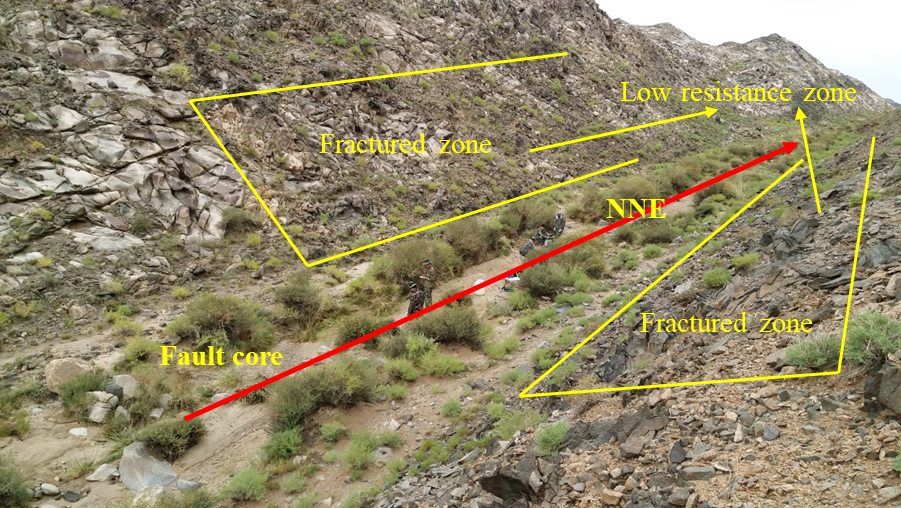 Low resistance zone
Fractured zone
NNE
Fractured zone
Fault core